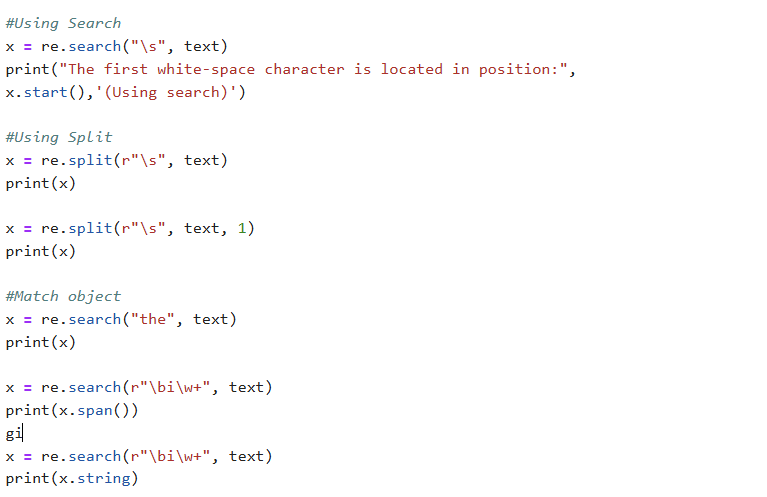 #Using Search
x = re.search("\s", text)
print("The first white-space character is located in position:",
x.start(),'(Using search)')
#Using Split
x = re.split(r"\s", text)
print(x)
x = re.split(r"\s", text, 1)
print(x)
#Match object
x = re.search("the", text)
print(x)
x = re.search(r"\bi\w+", text)
print(x.span())
gi
x = re.search(r"\bi\w+", text)
print(x.string)